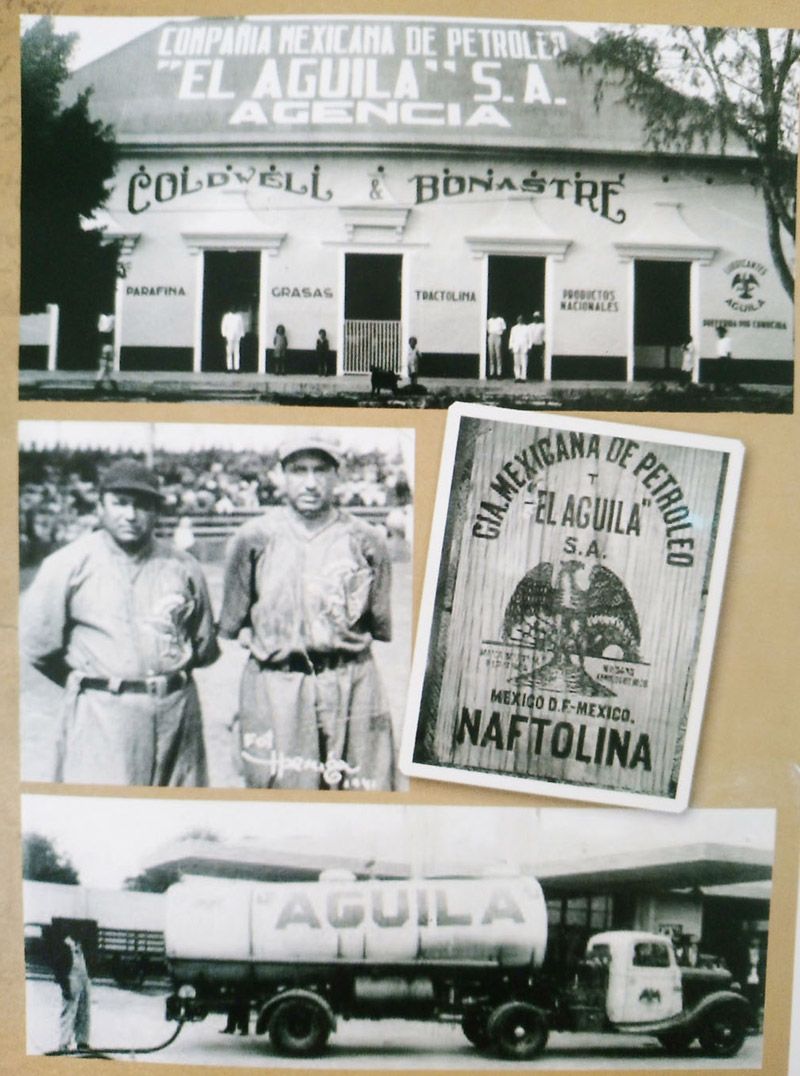 COMPAÑIA MEXICANA DE PETROLEO
"EL AGUILA" S.A.
AGENCIA
COLDWELL & BONASTRE
PARAFINA
GRASAS
TRACTOLINA
PRODUCTOS
NACIONALES
LUBRICANTES
AGUILA
CIA. MEXICANA DE PETROLEO
"EL AGUILA"
S.A.
MEXICO D.F-MEXICO.
NAFTOLINA
1941
"AGUILA"